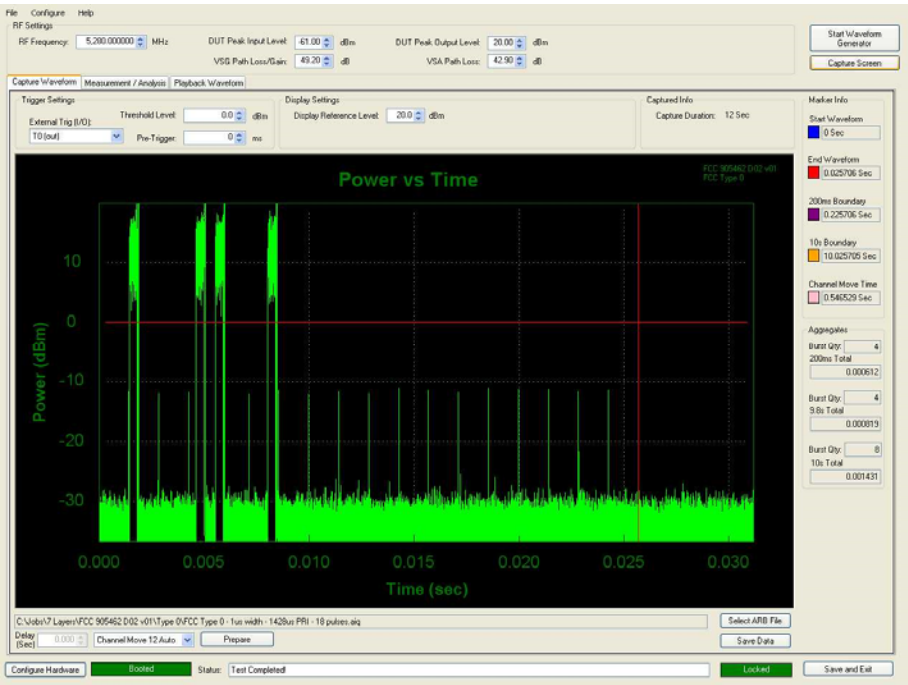 File Configure Help
RF Settings
RF Frequency: 5,280.000000 MHz DUT Peak Input Level: -61.00 dBm DUT Peak Output Level: 20.00 dBm
VSG Path Loss/Gain: 49.20 dB VSA Path Loss: 42.90 dB
Start Waveform Generator
Capture Screen
Capture Waveform Measurement / Analysis Playback Waveform
Trigger Settings
External Trig (I/O): Threshold Level: 0.0 dBm
T0 (out) Pre-Trigger: 0 ms
Display Settings
Display Reference Level: 20.0 dBm
Captured Info
Capture Duration: 12 Sec
Marker Info
Start Waveform
0 Sec
End Waveform
0.025706 Sec
200ms Boundary
0.225706 Sec
10s Boundary
10.025705 Sec
Channel Move Time
0.546529 Sec
Aggregates
Burst Qty: 4
200ms Total
0.000612
Burst Qty: 4
9.8s Total
0.000819
Burst Qty: 8
10s Total
0.001431
Power vs Time
FCC 905462 D02 v01
FCC Type 0
Power (dBm)
10
0
-10
-20
-30
0.000 0.005 0.010 0.015 0.020 0.025 0.030
Time (sec)
C:\Jobs\7 Layers\FCC 905462 D02 v01\Type 0\FCC Type 0 - 1us width - 1428us PRI - 18 pulses.aiq Select ARB File
Delay (Sec) 0.000 Channel Move 12 Auto Prepare Save Data
Configure Hardware Booted Status: Test Completed! Locked Save and Exit